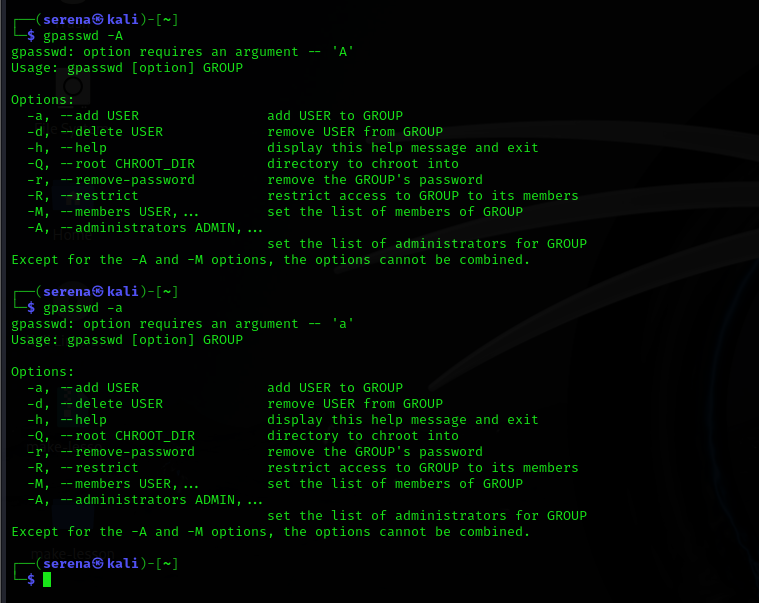 ┌──(serena㉿kali)-[~]
└─$ gpasswd -A
gpasswd: option requires an argument -- 'A'
Usage: gpasswd [option] GROUP

Options:
  -a, --add USER                add USER to GROUP
  -d, --delete USER             remove USER from GROUP
  -h, --help                    display this help message and exit
  -Q, --root CHROOT_DIR         directory to chroot into
  -r, --remove-password         remove the GROUP's password
  -R, --restrict                restrict access to GROUP to its members
  -M, --members USER,...        set the list of members of GROUP
  -A, --administrators ADMIN,...
                                set the list of administrators for GROUP
Except for the -A and -M options, the options cannot be combined.

┌──(serena㉿kali)-[~]
└─$ gpasswd -a
gpasswd: option requires an argument -- 'a'
Usage: gpasswd [option] GROUP

Options:
  -a, --add USER                add USER to GROUP
  -d, --delete USER             remove USER from GROUP
  -h, --help                    display this help message and exit
  -Q, --root CHROOT_DIR         directory to chroot into
  -r, --remove-password         remove the GROUP's password
  -R, --restrict                restrict access to GROUP to its members
  -M, --members USER,...        set the list of members of GROUP
  -A, --administrators ADMIN,...
                                set the list of administrators for GROUP
Except for the -A and -M options, the options cannot be combined.

┌──(serena㉿kali)-[~]
└─$